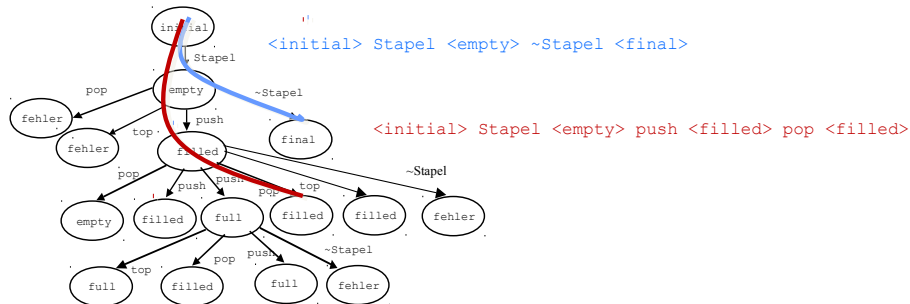 initial
<initial> Stapel <empty> ~Stapel <final>
Stapel
empty
pop
~Stapel
fehler
top
push
fehler
final
<initial> Stapel <empty> push <filled> pop <filled>
filled
pop
push
push
pop
top
~Stapel
empty
filled
full
filled
filled
fehler
top
pop
push
~Stapel
full
filled
full
fehler